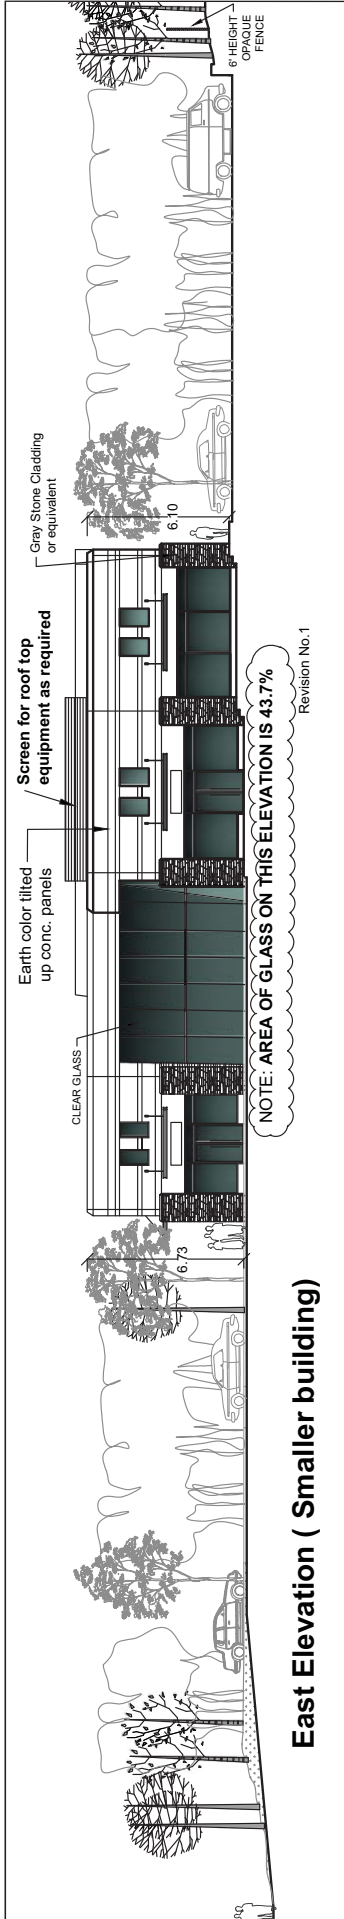 Screen for roof top
equipment as required
Earth color tilted
up conc. panels
Gray Stone Cladding
or equivalent
CLEAR GLASS
6.73
6.10
6' HEIGHT
OPAQUE
FENCE
NOTE: AREA OF GLASS ON THIS ELEVATION IS 43.7%
Revision No.1
East Elevation ( Smaller building)